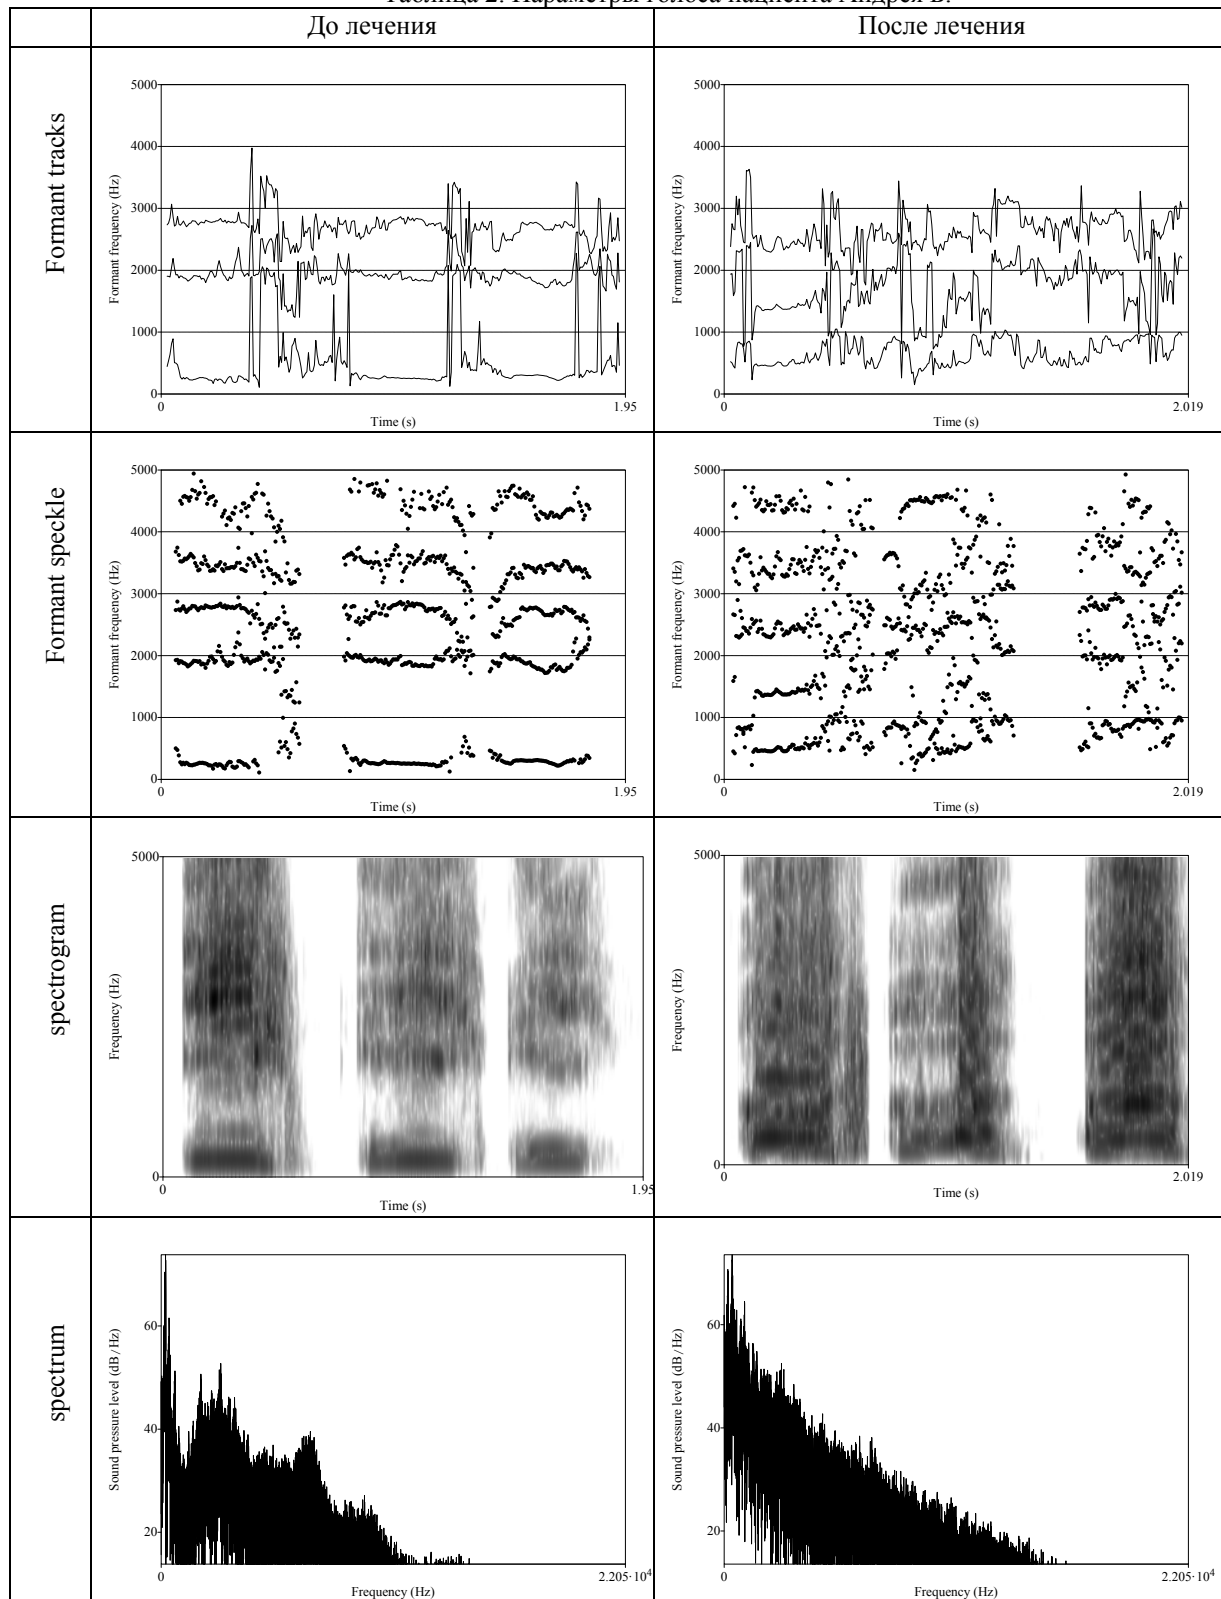 До лечения
После лечения
Formant tracks
Formant frequency (Hz)
5000
4000
3000
2000
1000
0
0
1.95
Time (s)
Formant frequency (Hz)
5000
4000
3000
2000
1000
0
0
2.019
Time (s)
Formant speckle
Formant frequency (Hz)
5000
4000
3000
2000
1000
0
0
1.95
Time (s)
Formant frequency (Hz)
5000
4000
3000
2000
1000
0
0
2.019
Time (s)
spectrogram
Frequency (Hz)
5000
0
0
1.95
Time (s)
Frequency (Hz)
5000
0
0
2.019
Time (s)
spectrum
Sound pressure level (dB / Hz)
60
40
20
0
2.205·10⁴
Frequency (Hz)
Sound pressure level (dB / Hz)
60
40
20
0
2.205·10⁴
Frequency (Hz)